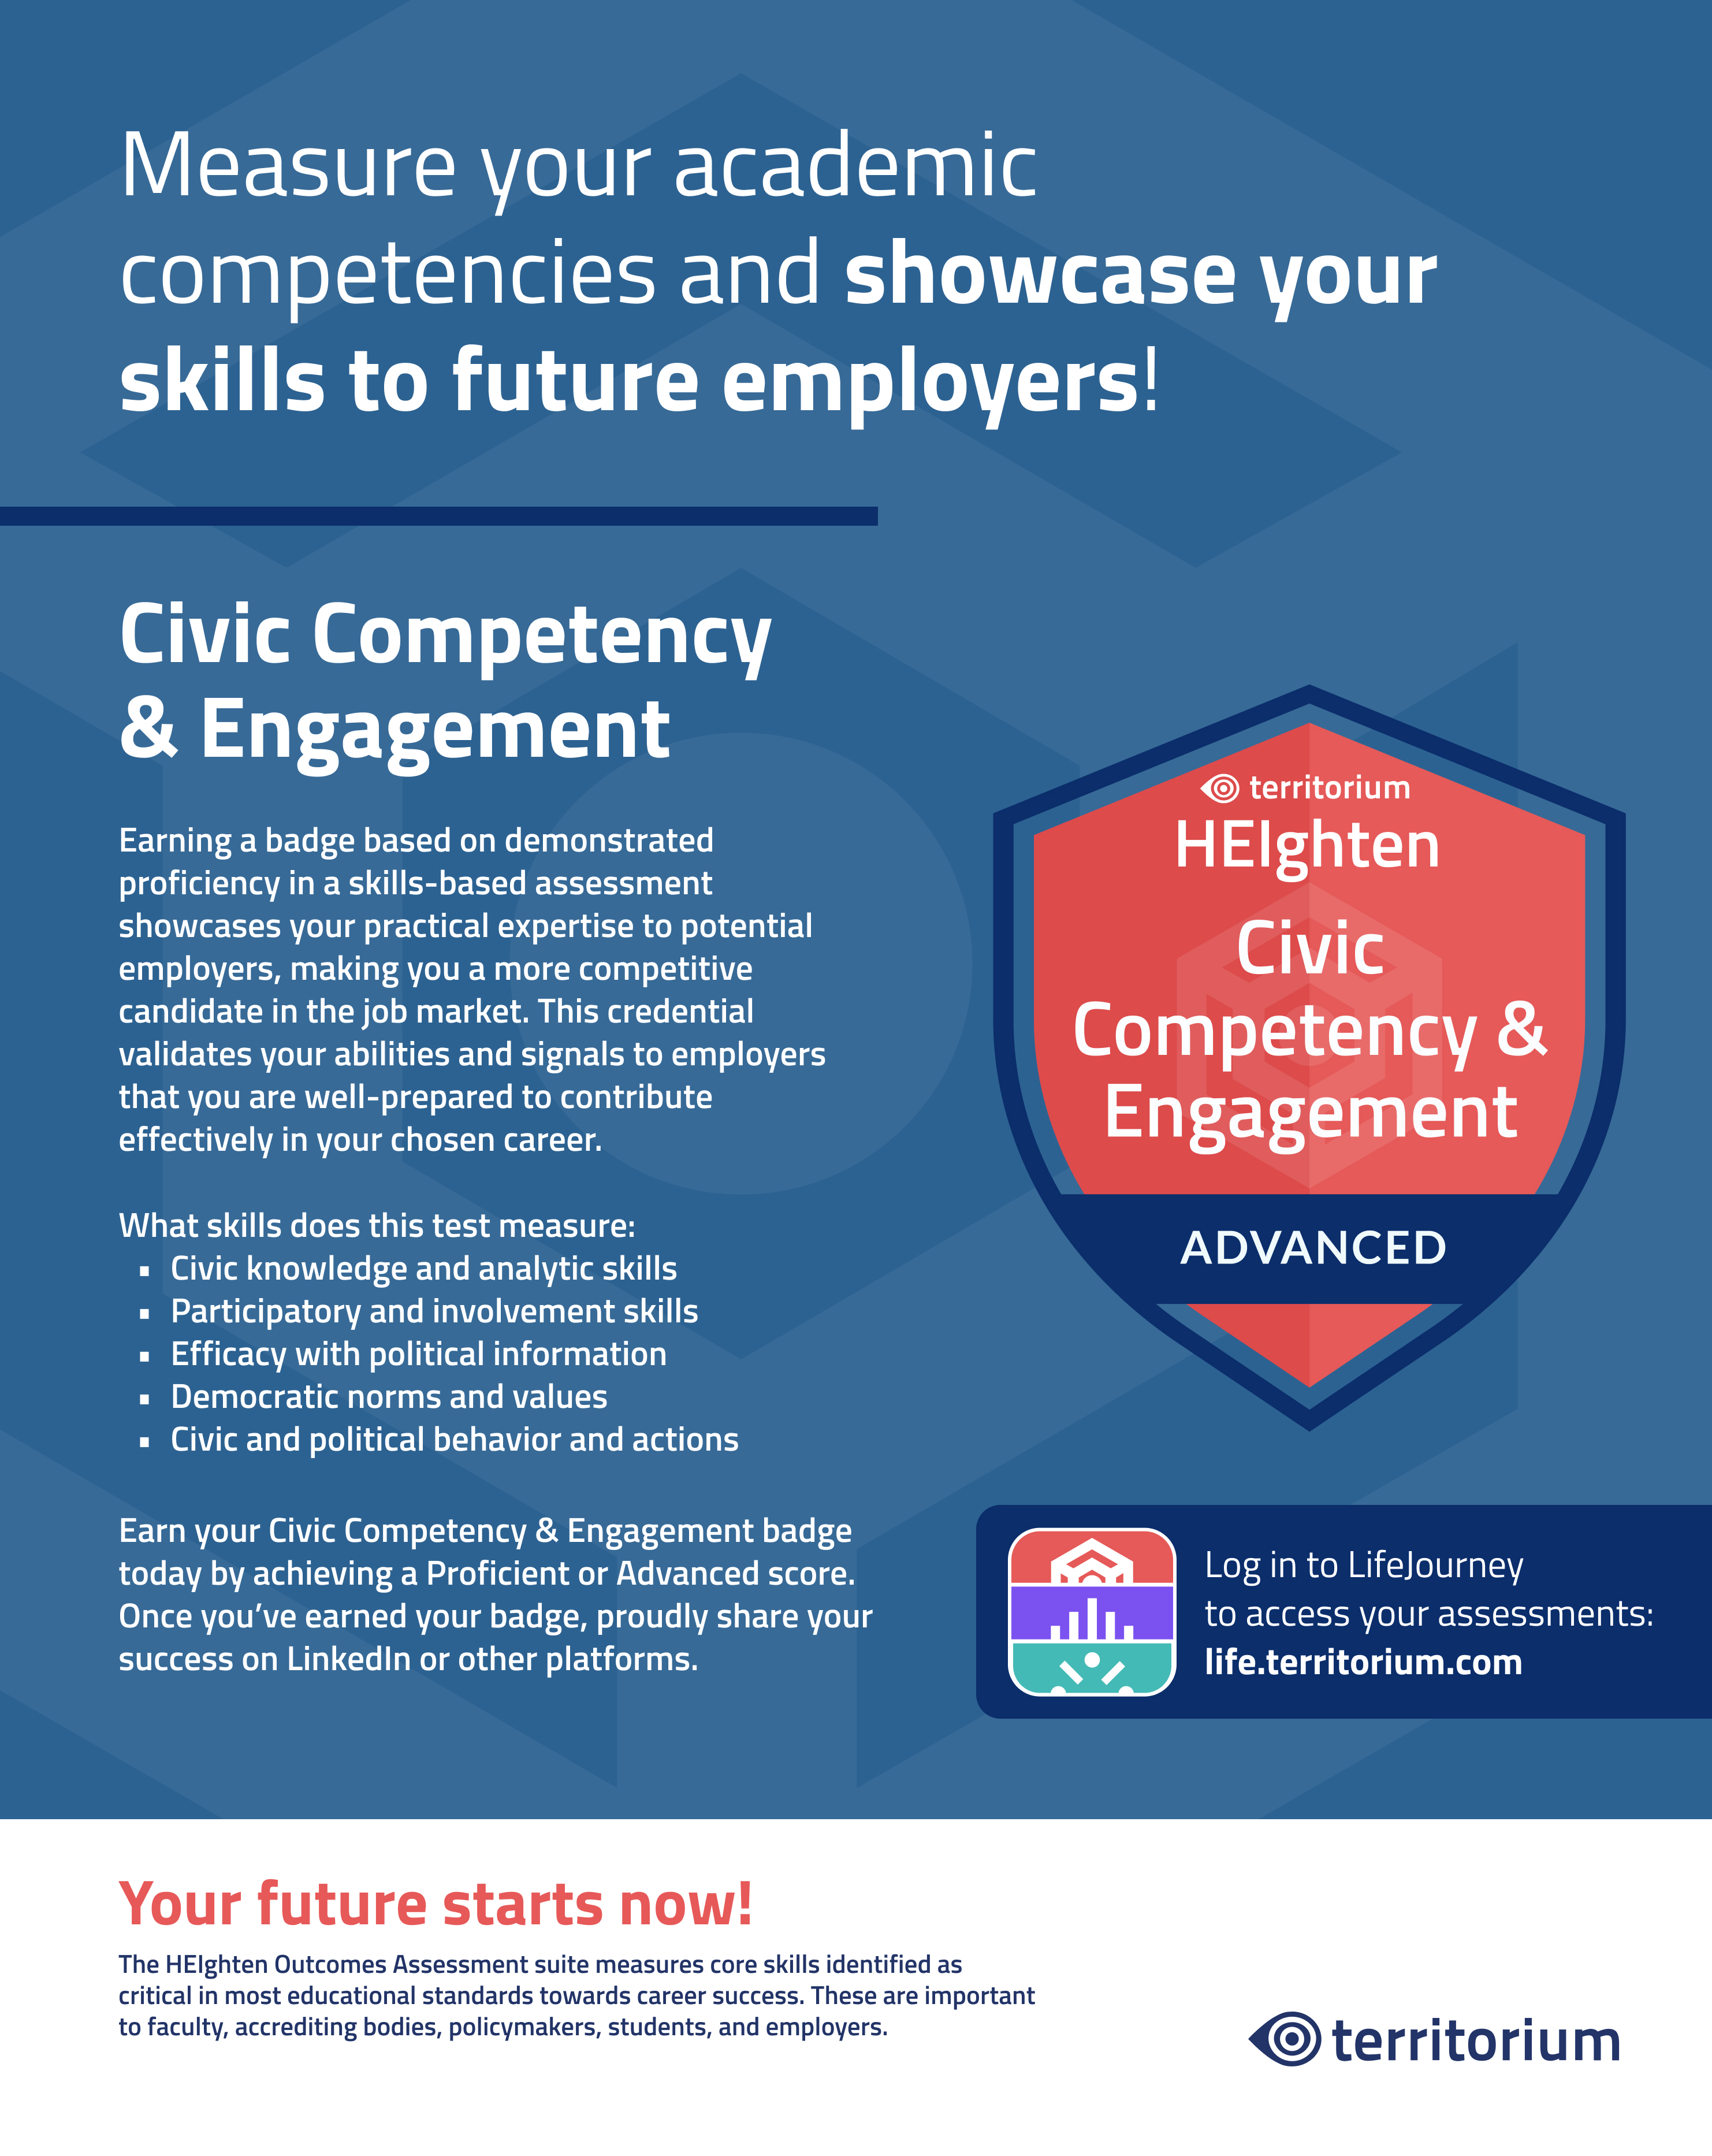 Measure your academic
competencies and showcase your
skills to future employers!
Civic Competency
& Engagement
Earning a badge based on demonstrated
proficiency in a skills-based assessment
showcases your practical expertise to potential
employers, making you a more competitive
candidate in the job market. This credential
validates your abilities and signals to employers
that you are well-prepared to contribute
effectively in your chosen career.
What skills does this test measure:
▪ Civic knowledge and analytic skills
▪ Participatory and involvement skills
▪ Efficacy with political information
▪ Democratic norms and values
▪ Civic and political behavior and actions
Earn your Civic Competency & Engagement badge
today by achieving a Proficient or Advanced score.
Once you've earned your badge, proudly share your
success on LinkedIn or other platforms.
territorium
HEIghten
Civic
Competency &
Engagement
ADVANCED
Log in to LifeJourney
to access your assessments:
life.territorium.com
Your future starts now!
The HEIghten Outcomes Assessment suite measures core skills identified as
critical in most educational standards towards career success. These are important
to faculty, accrediting bodies, policymakers, students, and employers.
territorium